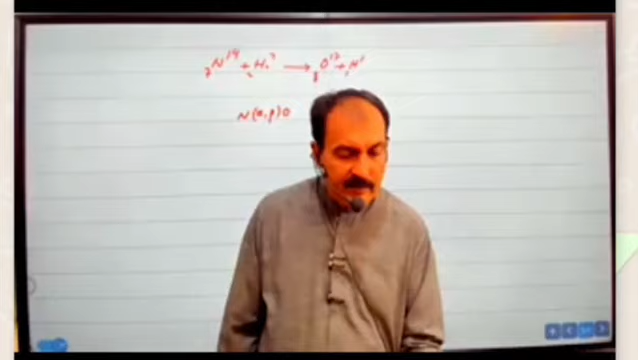 ₇N¹⁴ + ₂He⁴ → ₈O¹⁷ + ₁H¹
N(α,p)O